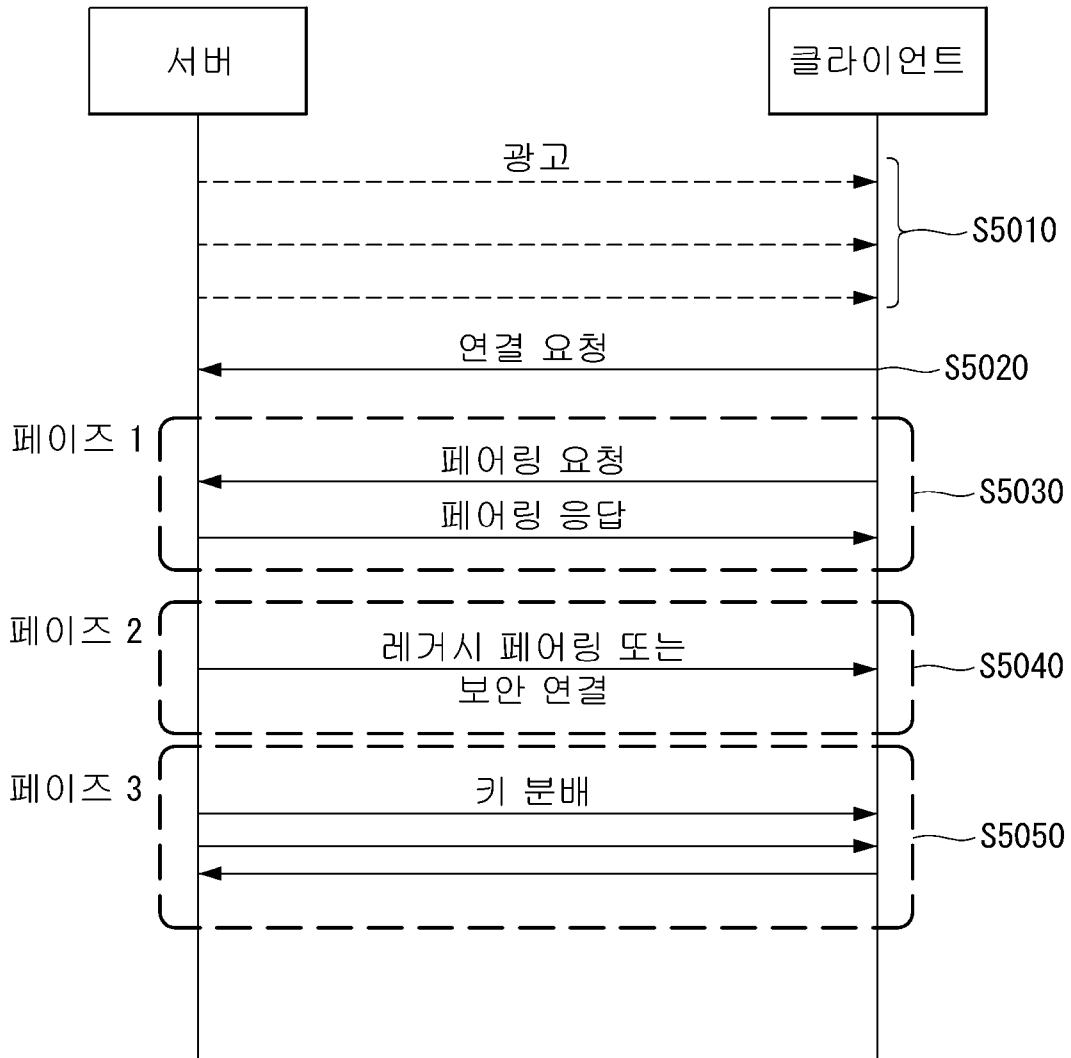 서버
클라이언트
광고
S5010
연결 요청
S5020
페이즈 1
페어링 요청
S5030
페어링 응답
페이즈 2
레거시 페어링 또는
보안 연결
S5040
페이즈 3
키 분배
S5050